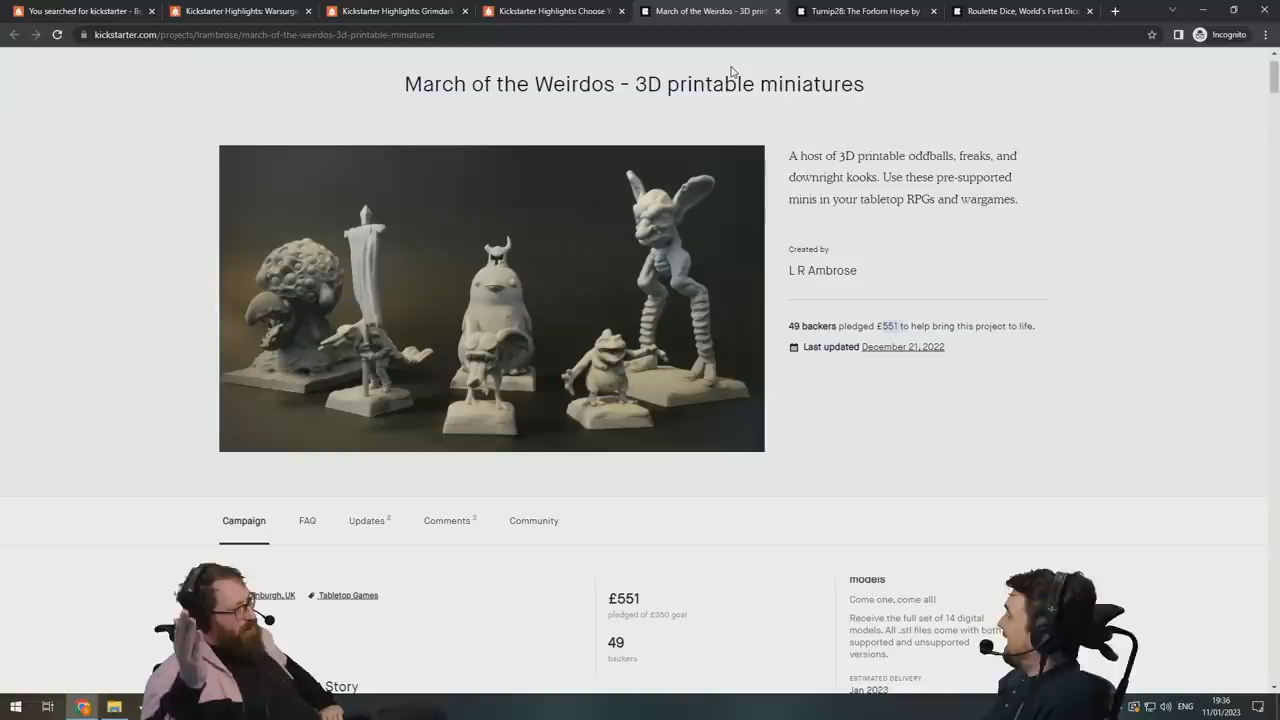 You searched for kickstarter - Be
Kickstarter Highlights: Warsurge
Kickstarter Highlights: Grimdark
Kickstarter Highlights: Choose Y
March of the Weirdos - 3D print
Turnip28: The Forlorn Hope by
Roulette Dice, World's First Dice
kickstarter.com/projects/lrambrose/march-of-the-weirdos-3d-printable-miniatures
Incognito
March of the Weirdos - 3D printable miniatures
A host of 3D printable oddballs, freaks, and
downright kooks. Use these pre-supported
minis in your tabletop RPGs and wargames.
Created by
L R Ambrose
49 backers pledged £551 to help bring this project to life.
Last updated December 21, 2022
Campaign
FAQ
Updates 2
Comments 3
Community
nburgh, UK
Tabletop Games
£551
pledged of £350 goal
49
backers
models
Come one, come all!
Receive the full set of 14 digital
models. All .stl files come with both
supported and unsupported
versions.
ESTIMATED DELIVERY
Jan 2023
Story
ENG
19:36
11/01/2023